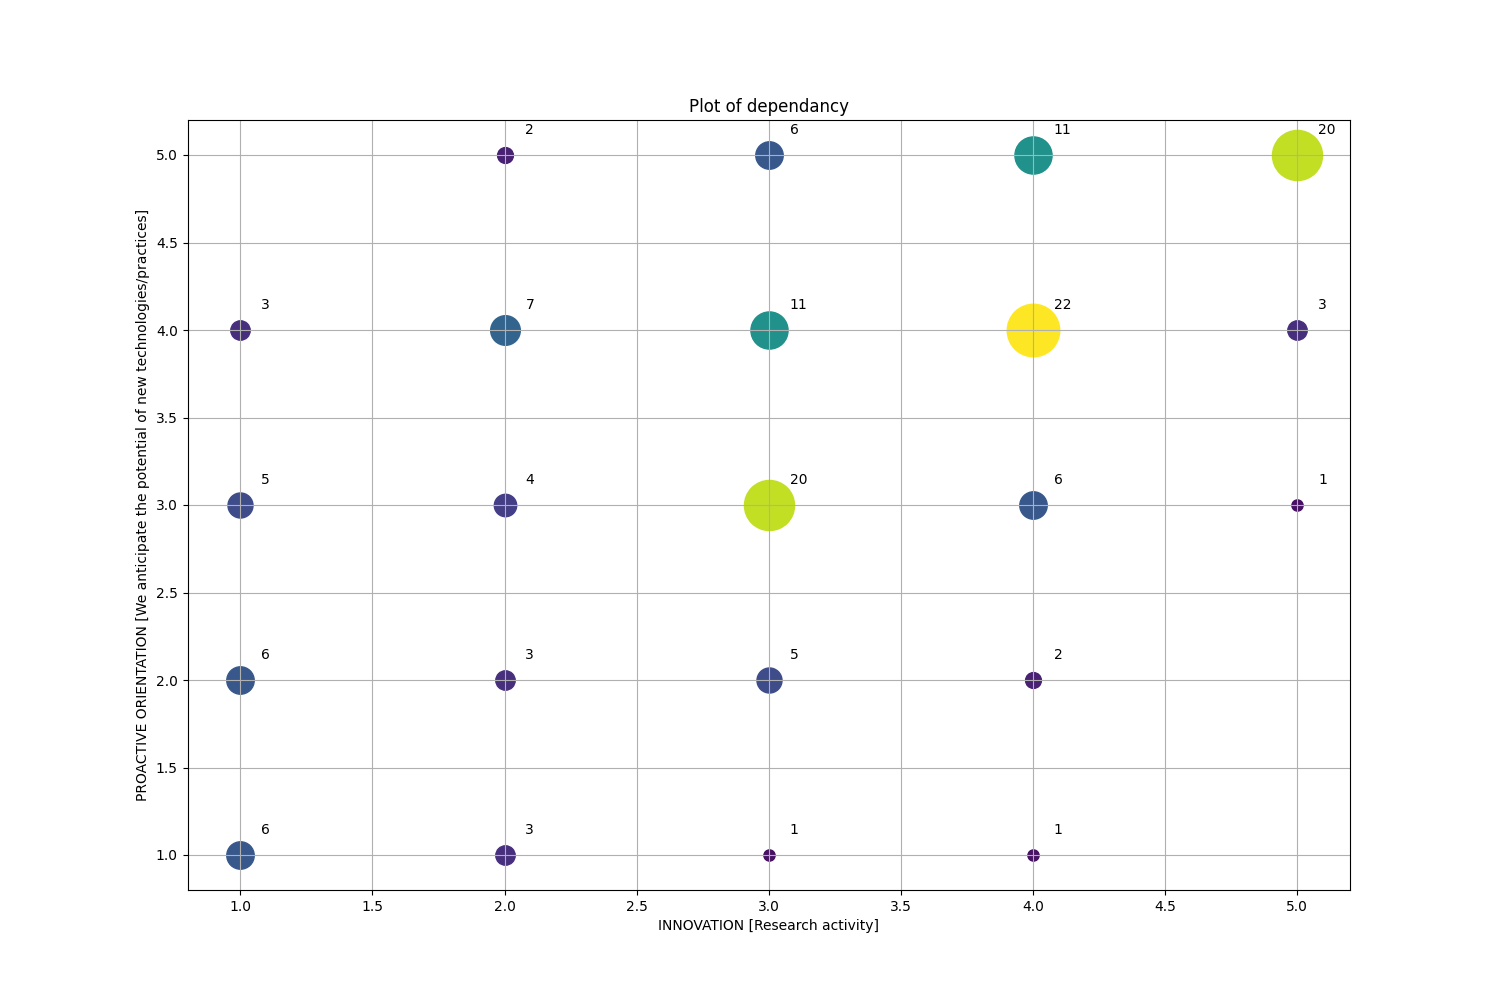 Plot of dependancy
2 6 11 20
5.0
4.5
3 7 11 22 3
4.0
3.5
5 4 20 6 1
3.0
2.5
6 3 5 2
2.0
1.5
6 3 1 1
1.0
PROACTIVE ORIENTATION [We anticipate the potential of new technologies/practices]
1.0 1.5 2.0 2.5 3.0 3.5 4.0 4.5 5.0
INNOVATION [Research activity]